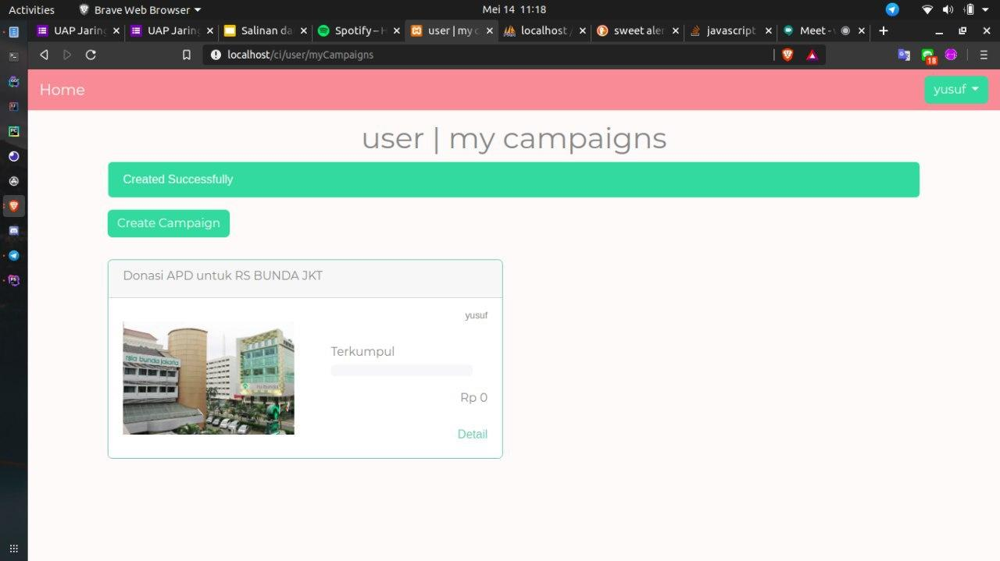 Activities
Brave Web Browser
Mei 14 11:18
UAP Jaring
UAP Jaring
Salinan da
Spotify – H
user | my c
localhost /
sweet aler
javascript
Meet -
localhost/ci/user/myCampaigns
18
Home
yusuf
user | my campaigns
Created Successfully
Create Campaign
Donasi APD untuk RS BUNDA JKT
yusuf
rsia bunda jakarta
rsu bunda
Terkumpul
Rp 0
Detail